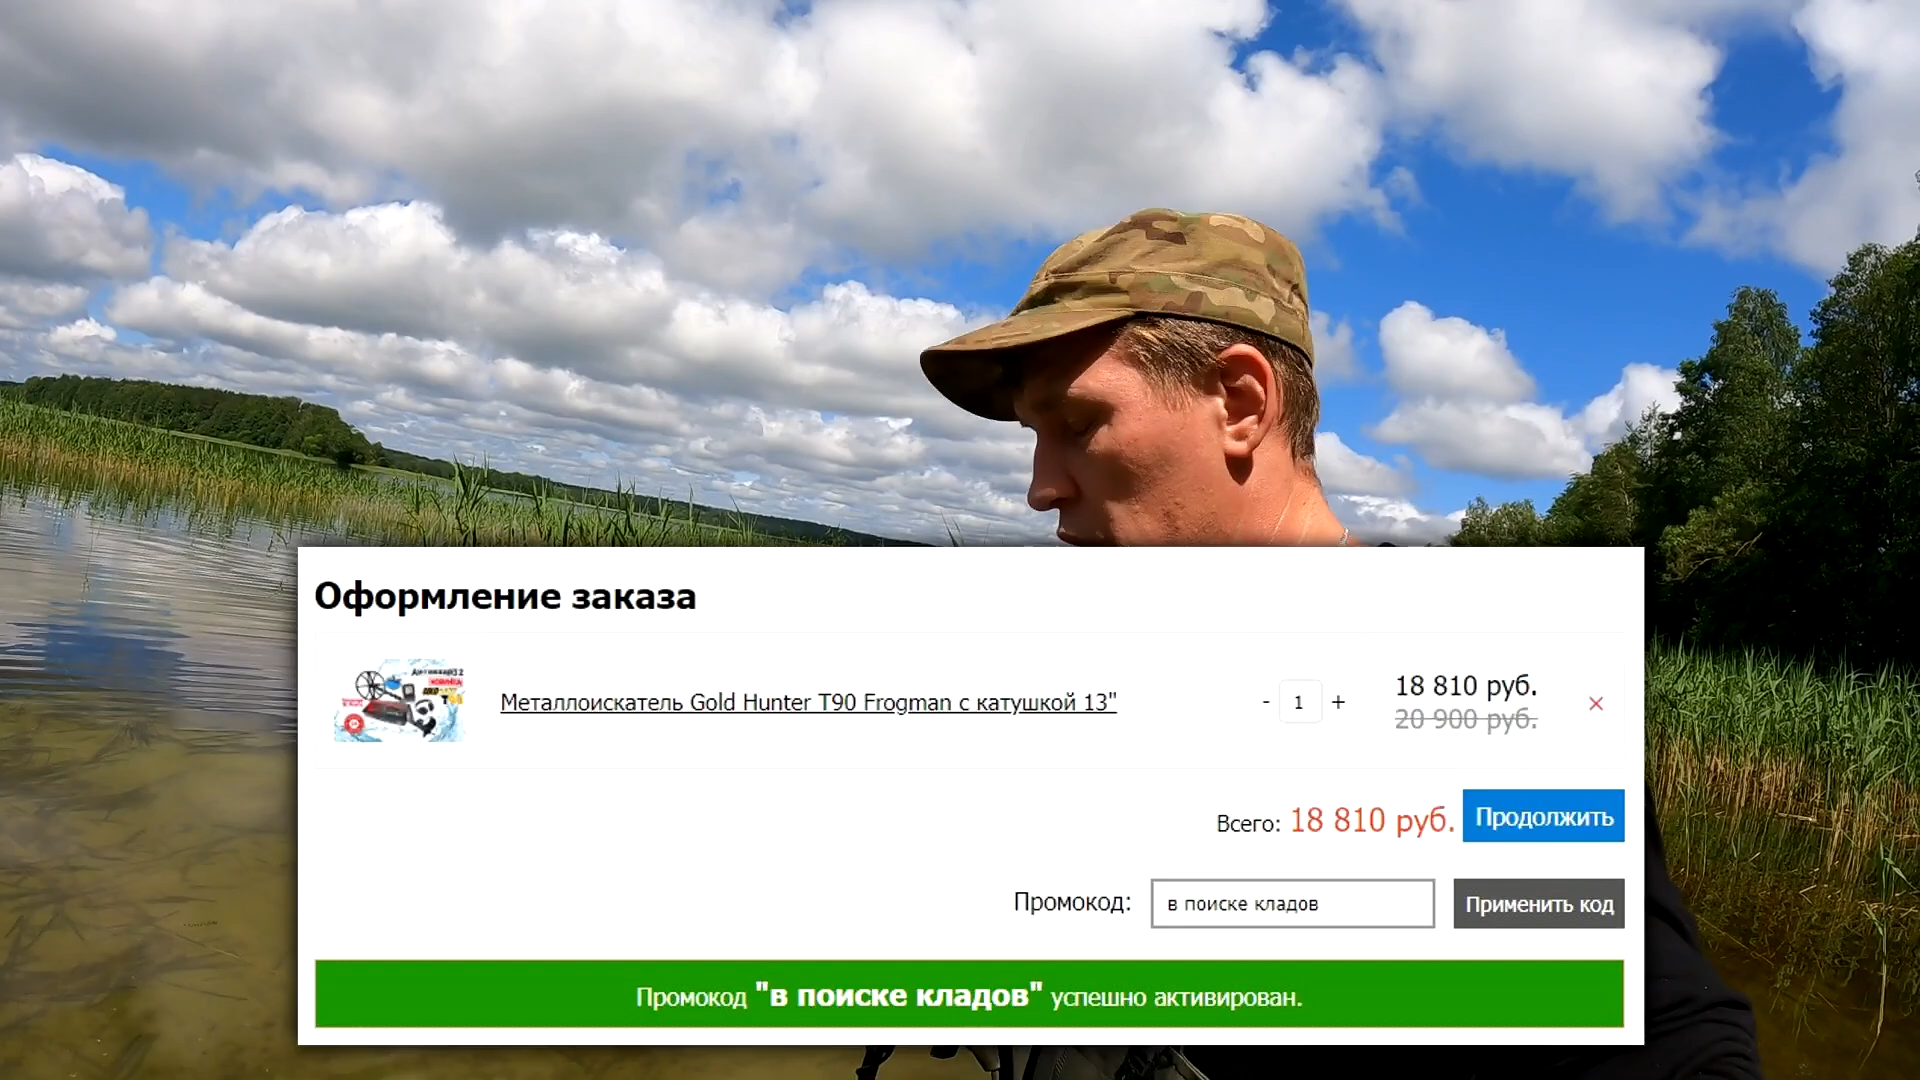 Оформление заказа
Металлоискатель Gold Hunter T90 Frogman с катушкой 13"
- 1 +
18 810 руб.
20 900 руб.
×
Всего: 18 810 руб.
Продолжить
Промокод:
в поиске кладов
Применить код
Промокод "в поиске кладов" успешно активирован.